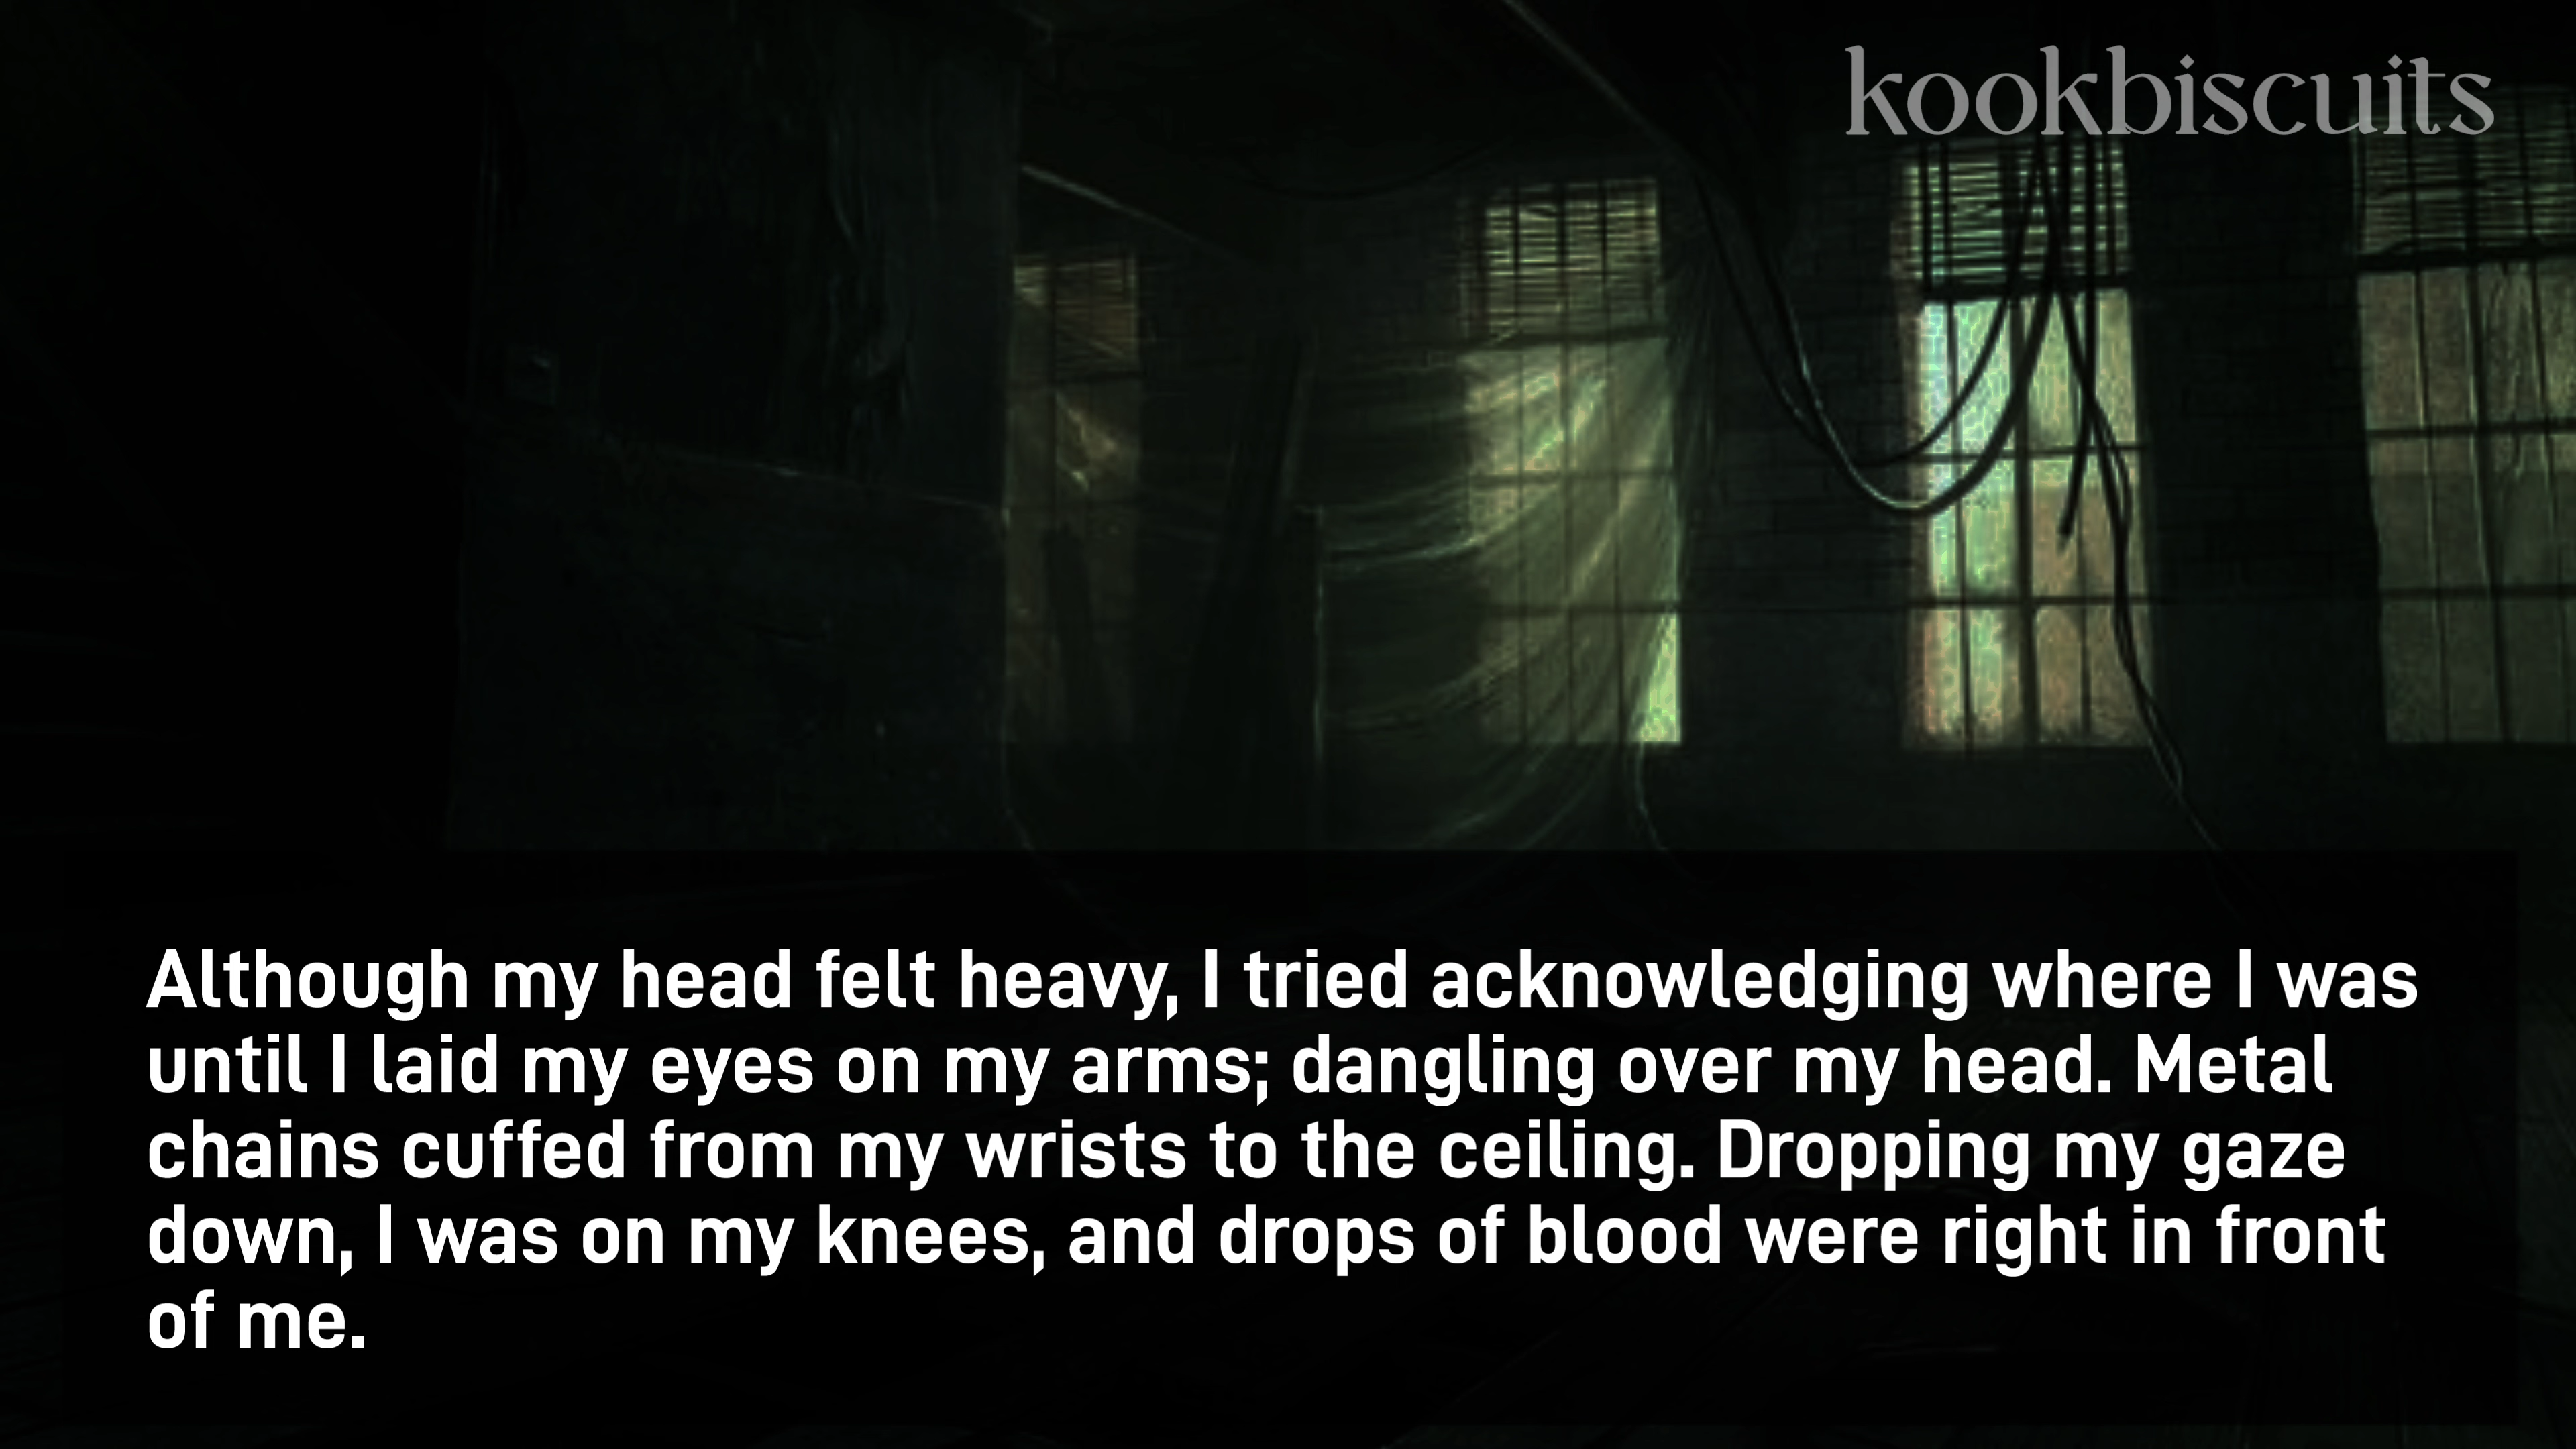 kookbiscuits
Although my head felt heavy, I tried acknowledging where I was
until I laid my eyes on my arms; dangling over my head. Metal
chains cuffed from my wrists to the ceiling. Dropping my gaze
down, I was on my knees, and drops of blood were right in front
of me.